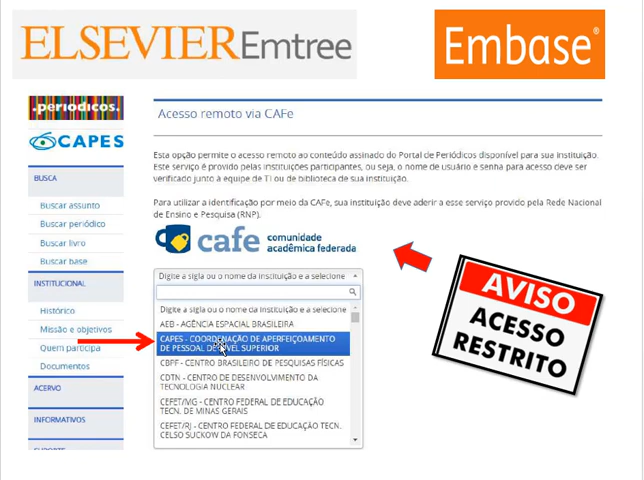 ELSEVIER Emtree
Embase®
.periodicos.
CAPES
BUSCA
Buscar assunto
Buscar periódico
Buscar livro
Buscar base
INSTITUCIONAL
Histórico
Missão e objetivos
Quem participa
Documentos
ACERVO
INFORMATIVOS
SUPORTE
Acesso remoto via CAFe
Esta opção permite o acesso remoto ao conteúdo assinado do Portal de Periódicos disponível para sua instituição.
Este serviço é provido pelas instituições participantes, ou seja, o nome de usuário e senha para acesso deve ser
verificado junto à equipe de TI ou de biblioteca de sua instituição.
Para utilizar a identificação por meio da CAFe, sua instituição deve aderir a esse serviço provido pela Rede Nacional
de Ensino e Pesquisa (RNP).
cafe comunidade
acadêmica federada
Digite a sigla ou o nome da instituição e a selecione
Digite a sigla ou o nome da instituição e a selecione
AEB - AGÊNCIA ESPACIAL BRASILEIRA
CAPES - COORDENAÇÃO DE APERFEIÇOAMENTO
DE PESSOAL DE NÍVEL SUPERIOR
CBPF - CENTRO BRASILEIRO DE PESQUISAS FÍSICAS
CDTN - CENTRO DE DESENVOLVIMENTO DA
TECNOLOGIA NUCLEAR
CEFET/MG - CENTRO FEDERAL DE EDUCAÇÃO
TECN. DE MINAS GERAIS
CEFET/RJ - CENTRO FEDERAL DE EDUCAÇÃO TECN.
CELSO SUCKOW DA FONSECA
AVISO
ACESSO
RESTRITO